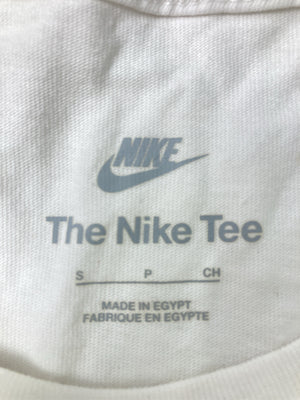 NIKE
The Nike Tee
S P CH
MADE IN EGYPT
FABRIQUE EN EGYPTE